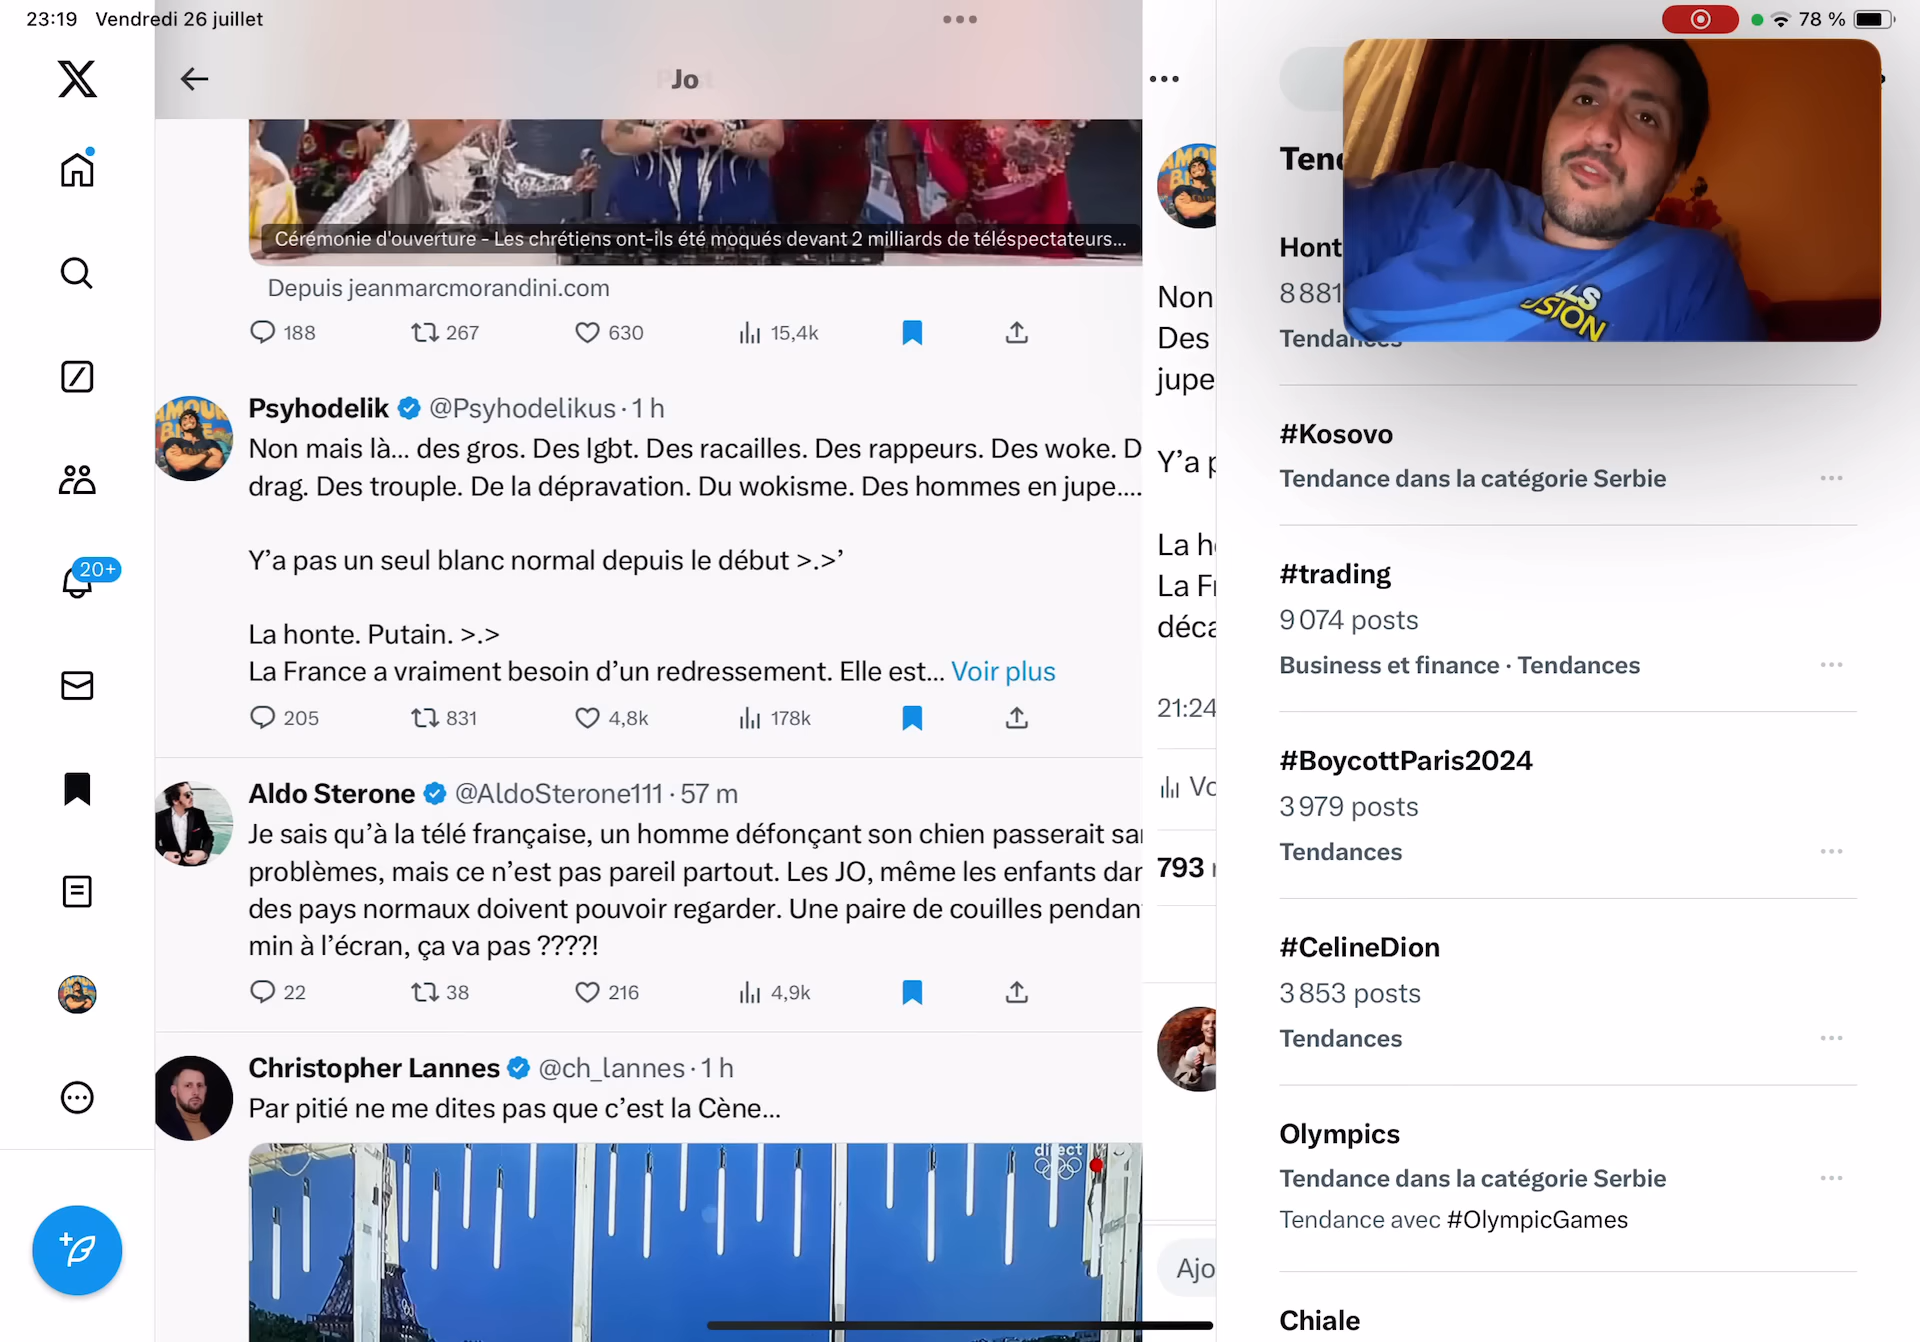 23:19 Vendredi 26 juillet
78 %
Jo
Cérémonie d'ouverture - Les chrétiens ont-ils été moqués devant 2 milliards de téléspectateurs...
Depuis jeanmarcmorandini.com
188 267 630 15,4k
Psyhodelik @Psyhodelikus · 1 h
Non mais là... des gros. Des lgbt. Des racailles. Des rappeurs. Des woke. D
drag. Des trouple. De la dépravation. Du wokisme. Des hommes en jupe....
Y’a pas un seul blanc normal depuis le début >.>’
La honte. Putain. >.>
La France a vraiment besoin d’un redressement. Elle est... Voir plus
205 831 4,8k 178k
Aldo Sterone @AldoSterone111 · 57 m
Je sais qu’à la télé française, un homme défonçant son chien passerait sa
problèmes, mais ce n’est pas pareil partout. Les JO, même les enfants dar
des pays normaux doivent pouvoir regarder. Une paire de couilles pendan
min à l’écran, ça va pas ????!
22 38 216 4,9k
Christopher Lannes @ch_lannes · 1 h
Par pitié ne me dites pas que c’est la Cène...
direct
20+
AMOUR
Non
Des
jupe
Y’a p
La h
La F
déca
21:24
Vo
793
Ajo
Tend
Hont
8 881
Tendances
#Kosovo
Tendance dans la catégorie Serbie
#trading
9 074 posts
Business et finance · Tendances
#BoycottParis2024
3 979 posts
Tendances
#CelineDion
3 853 posts
Tendances
Olympics
Tendance dans la catégorie Serbie
Tendance avec #OlympicGames
Chiale